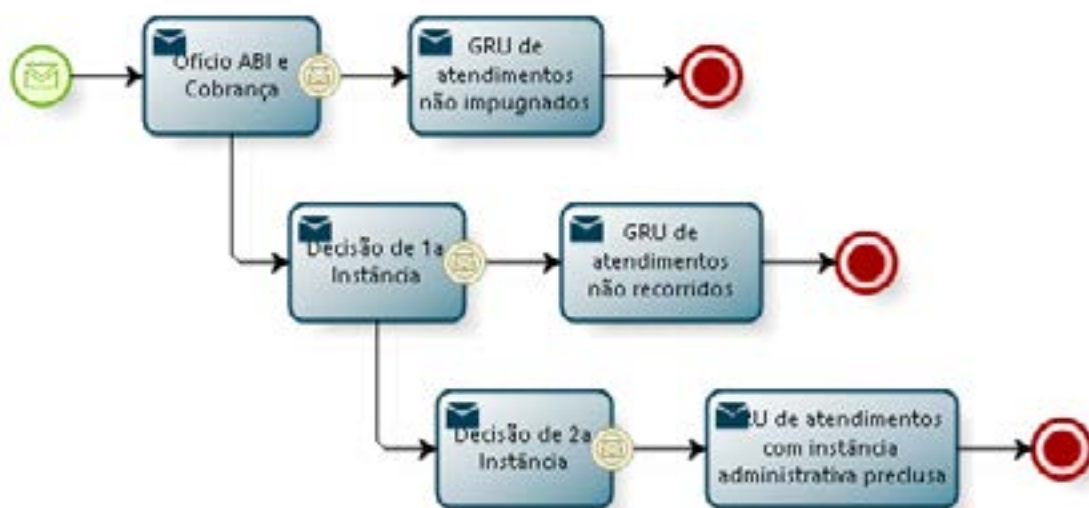 Ofício ABI e
Cobrança
GRU de
atendimentos
não impugnados
Decisão de 1a
Instância
GRU de
atendimentos
não recorridos
Decisão de 2a
Instância
RU de atendimentos
com instância
administrativa preclusa